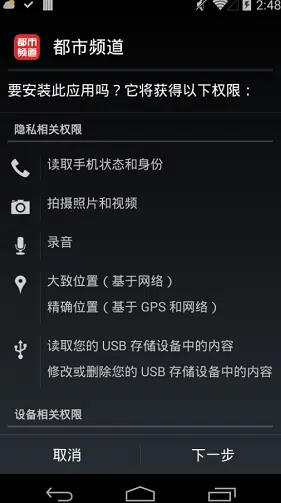 2:48
都市
频道
都市频道
要安装此应用吗？它将获得以下权限：
隐私相关权限
读取手机状态和身份
拍摄照片和视频
录音
大致位置（基于网络）
精确位置（基于 GPS 和网络）
读取您的 USB 存储设备中的内容
修改或删除您的 USB 存储设备中的内容
设备相关权限
取消
下一步